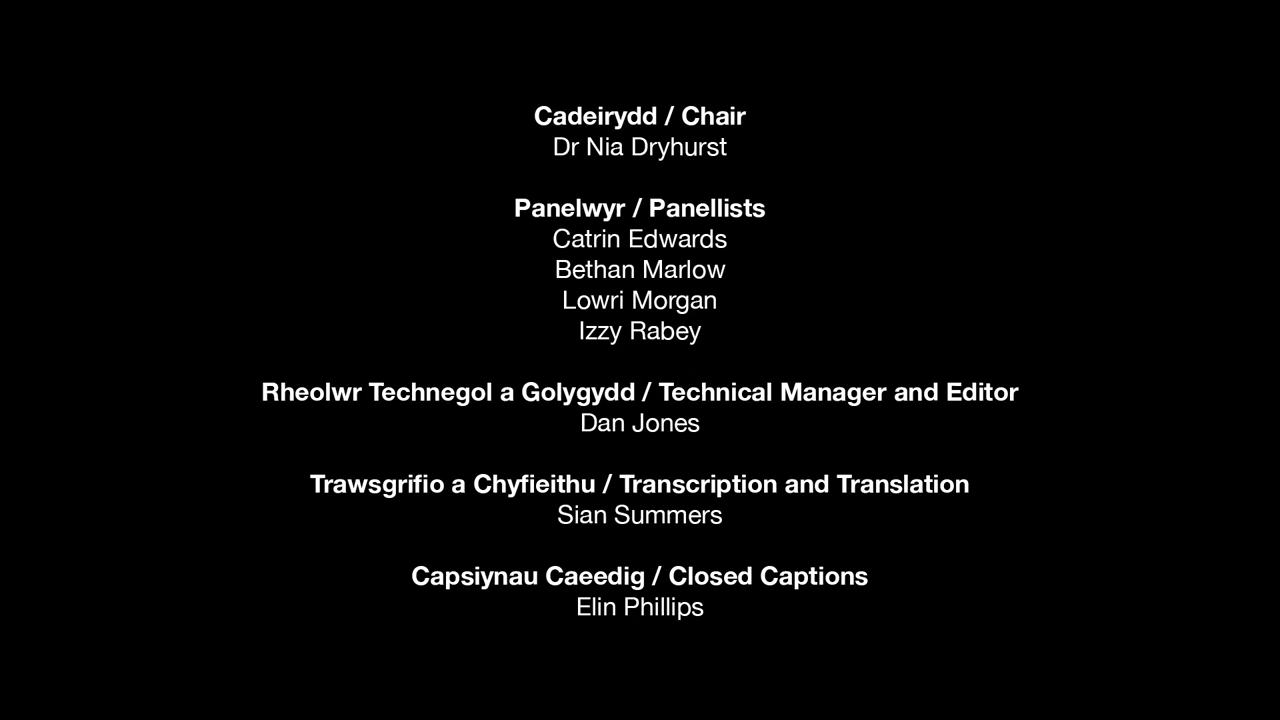 Cadeirydd / Chair
Dr Nia Dryhurst
Panelwyr / Panellists
Catrin Edwards
Bethan Marlow
Lowri Morgan
Izzy Rabey
Rheolwr Technegol a Golygydd / Technical Manager and Editor
Dan Jones
Trawsgrifio a Chyfieithu / Transcription and Translation
Sian Summers
Capsiynau Caeedig / Closed Captions
Elin Phillips